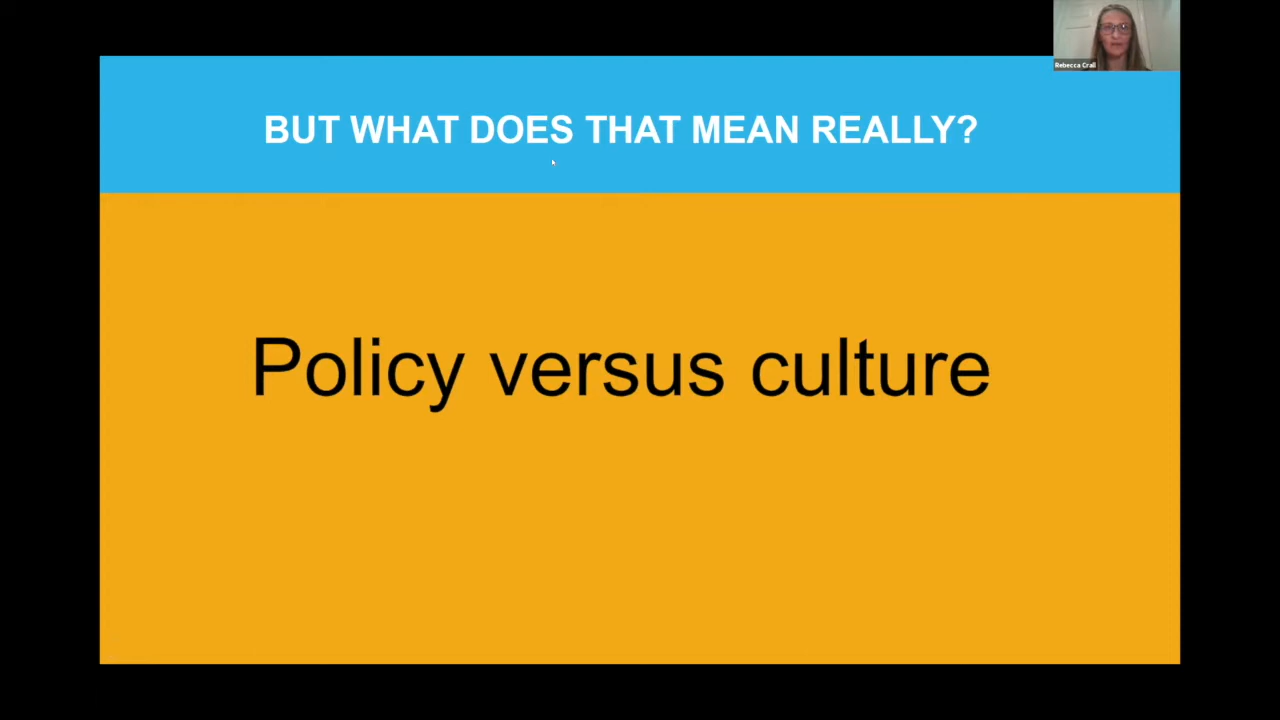 Rebecca Crall
BUT WHAT DOES THAT MEAN REALLY?
Policy versus culture